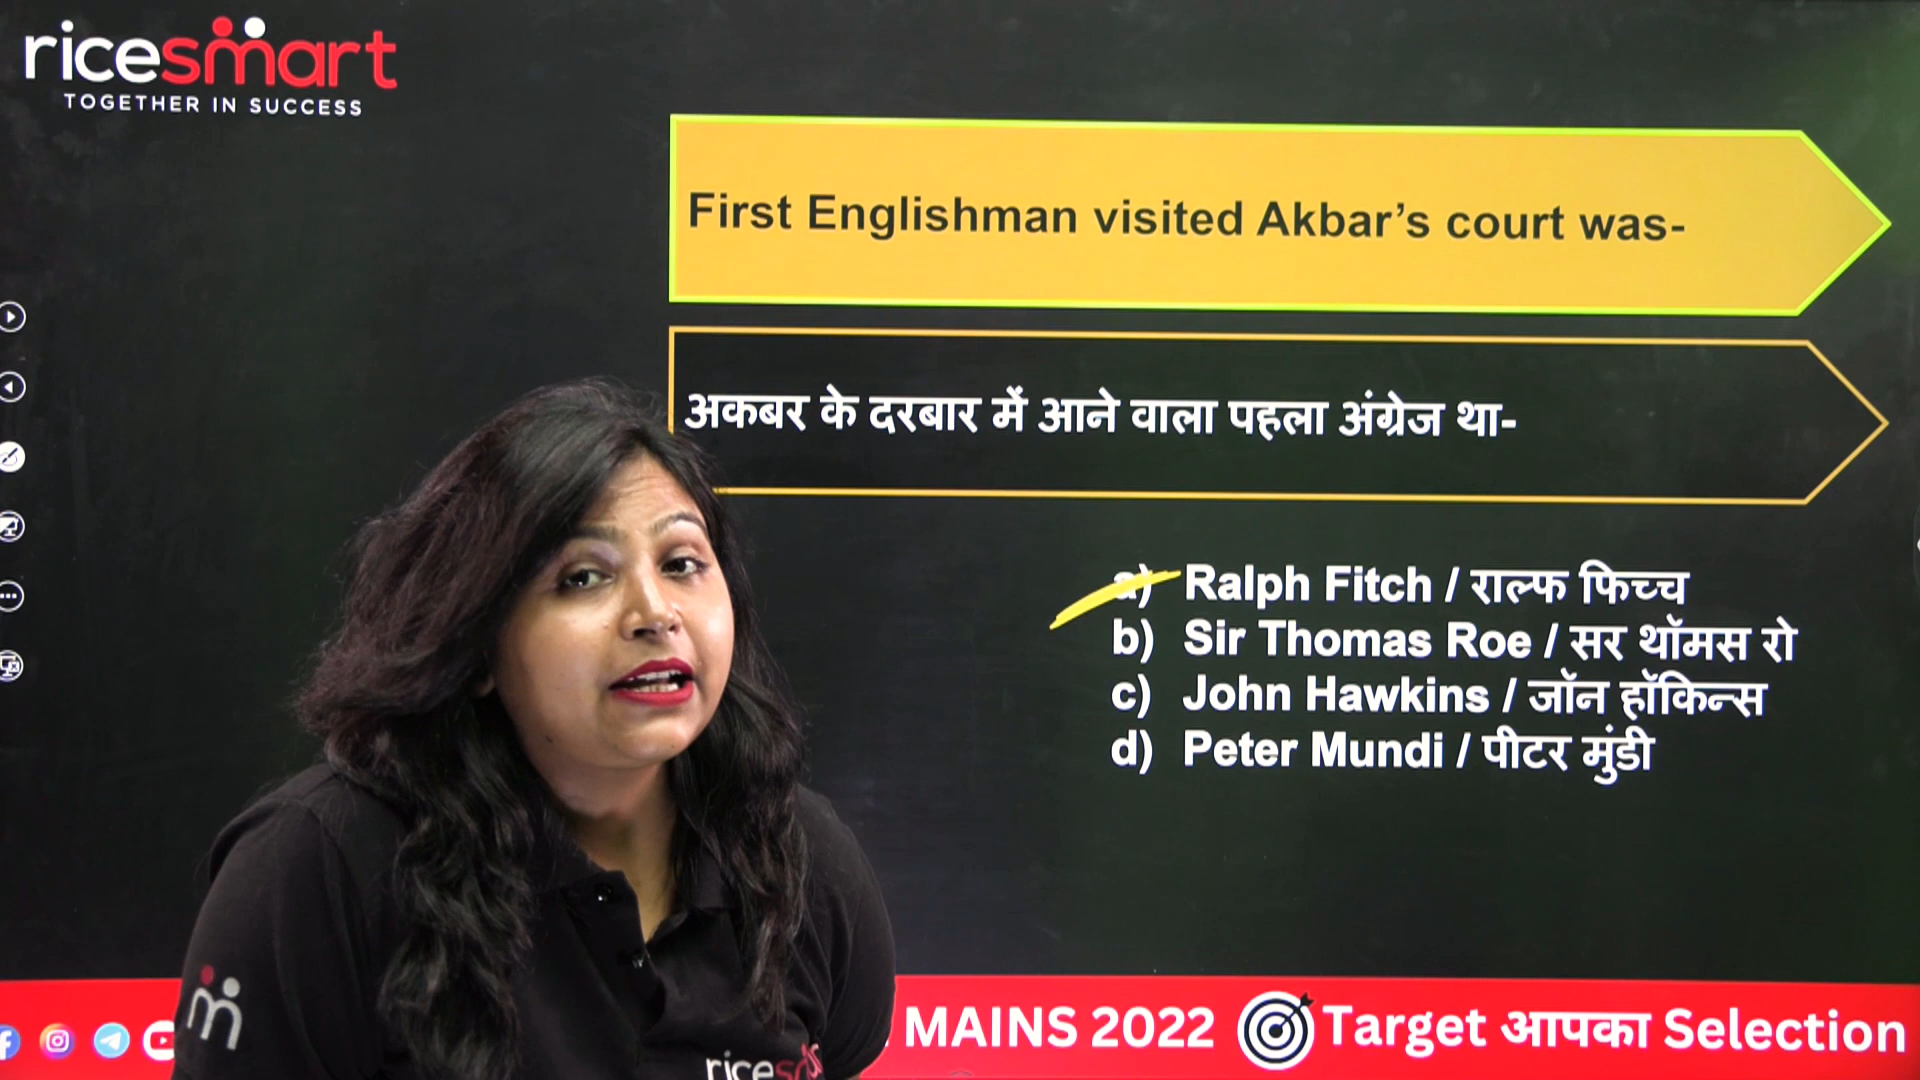 ricesmart
TOGETHER IN SUCCESS
First Englishman visited Akbar's court was-
अकबर के दरबार में आने वाला पहला अंग्रेज था-
a) Ralph Fitch / राल्फ फिच्च
b) Sir Thomas Roe / सर थॉमस रो
c) John Hawkins / जॉन हॉकिन्स
d) Peter Mundi / पीटर मुंडी
MAINS 2022 Target आपका Selection
rices